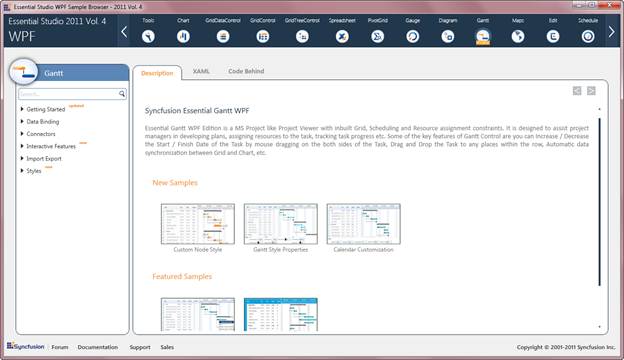 Essential Studio WPF Sample Browser - 2011 Vol. 4
Essential Studio 2011 Vol. 4
WPF
Tools Chart GridDataControl GridControl GridTreeControl Spreadsheet PivotGrid Gauge Diagram Gantt Maps Edit Schedule
Gantt
Search...
Getting Started updated
Data Binding
Connectors
Interactive Features
Import Export
Styles
Description XAML Code Behind
Syncfusion Essential Gantt WPF
Essential Gantt WPF Edition is a MS Project like Project Viewer with inbuilt Grid, Scheduling and Resource assignment constraints. It is designed to assist project
managers in developing plans, assigning resources to the task, tracking task progress etc. Some of the key features of Gantt Control are you can Increase / Decrease
the Start / Finish Date of the Task by mouse dragging on the both sides of the Task, Drag and Drop the Task to any places within the row, Automatic data
synchronization between Grid and Chart, etc.
New Samples
Custom Node Style Gantt Style Properties Calendar Customization
Featured Samples
Syncfusion Forum Documentation Support Sales Copyright © 2001-2011 Syncfusion Inc.